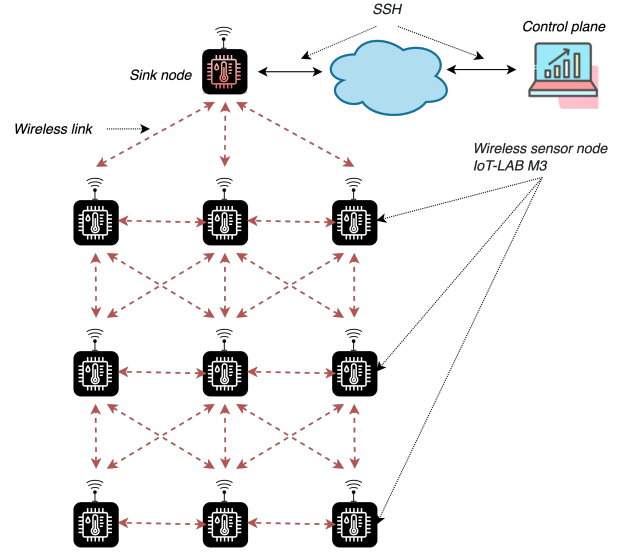 SSH
Control plane
Sink node
Wireless link
Wireless sensor node
IoT-LAB M3